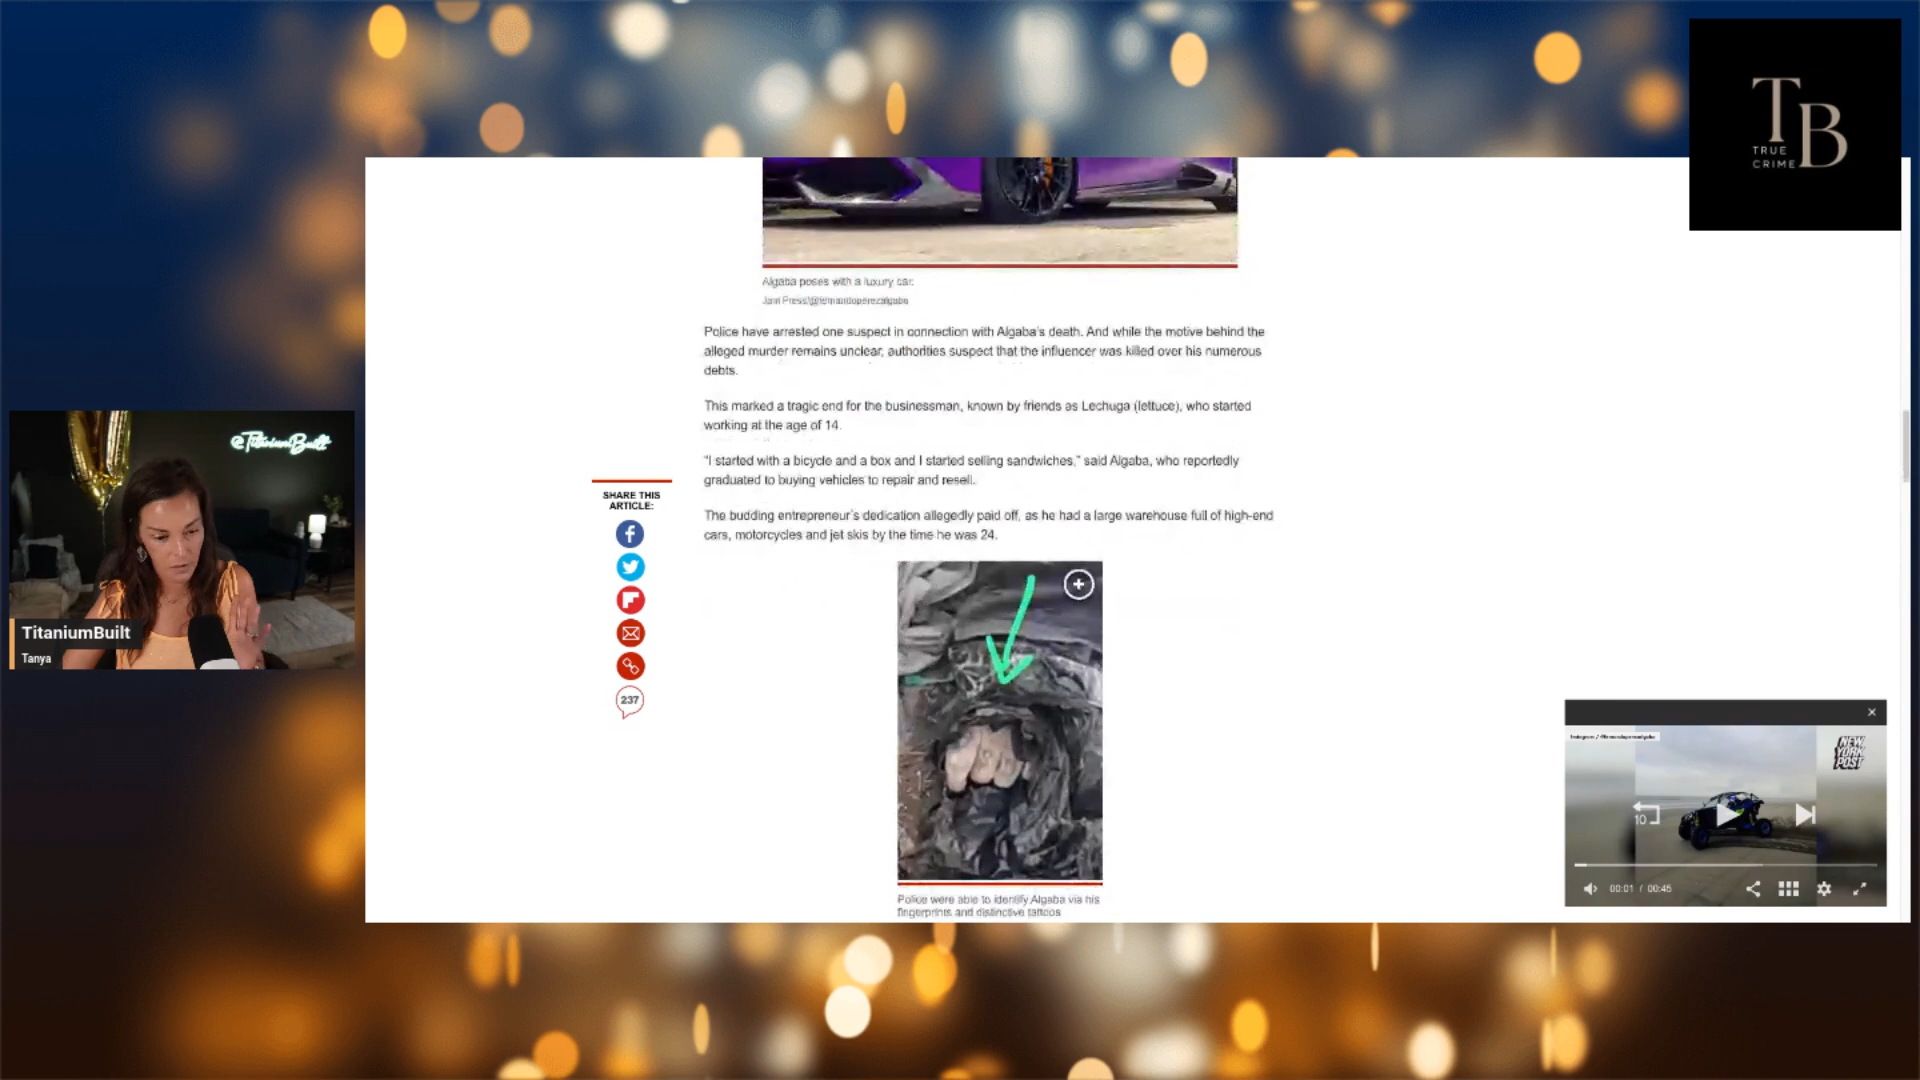 T
B
TRUE
CRIME
Algaba poses with a luxury car.
Jam Press/@fernandoperezalgaba
Police have arrested one suspect in connection with Algaba's death. And while the motive behind the
alleged murder remains unclear, authorities suspect that the influencer was killed over his numerous
debts.
This marked a tragic end for the businessman, known by friends as Lechuga (lettuce), who started
working at the age of 14.
"I started with a bicycle and a box and I started selling sandwiches," said Algaba, who reportedly
graduated to buying vehicles to repair and resell.
The budding entrepreneur's dedication allegedly paid off, as he had a large warehouse full of high-end
cars, motorcycles and jet skis by the time he was 24.
SHARE THIS
ARTICLE:
237
@TitaniumBuilt
TitaniumBuilt
Tanya
Instagram / @fernandoperezalgaba
NEW
YORK
POST
10
00:01 / 00:45
Police were able to identify Algaba via his
fingerprints and distinctive tattoos